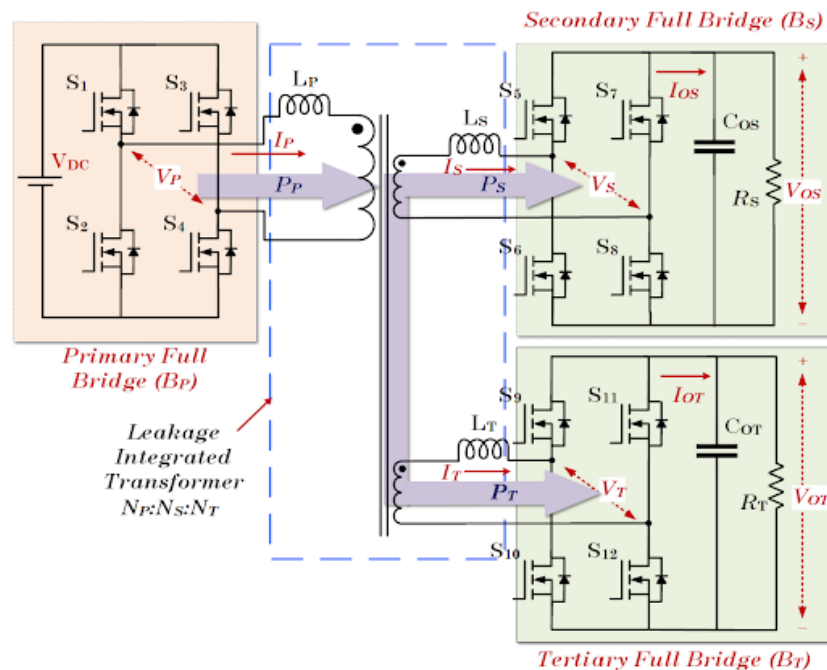 Secondary Full Bridge (BS)
S1
S3
LP
IP
VDC
VP
PP
S2
S4
Primary Full
Bridge (BP)
Leakage
Integrated
Transformer
NP:NS:NT
S5
S7
IOS
LS
COS
IS
PS
VS
RS
VOS
+
–
S6
S8
S9
S11
IOT
LT
COT
IT
PT
VT
RT
VOT
+
–
S10
S12
Tertiary Full Bridge (BT)